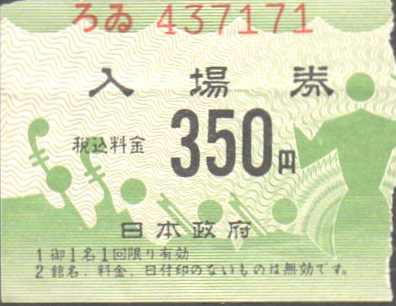 ろゐ 437171
入場券
税込料金 350円
日本政府
1 御1名1回限り有効
2 館名、料金、日付印のないものは無効です。